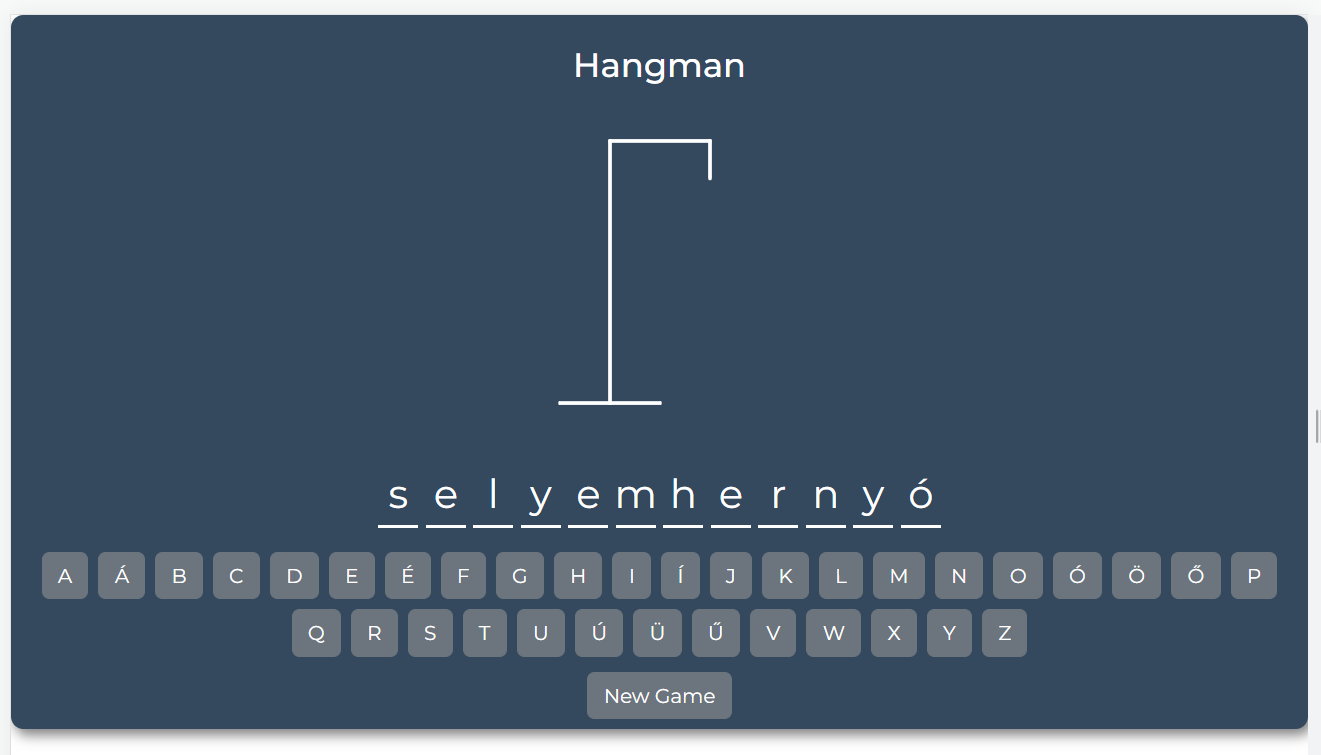 Hangman
s e l y e m h e r n y ó
A Á B C D E É F G H I Í J K L M N O Ó Ö Ő P
Q R S T U Ú Ü Ű V W X Y Z
New Game